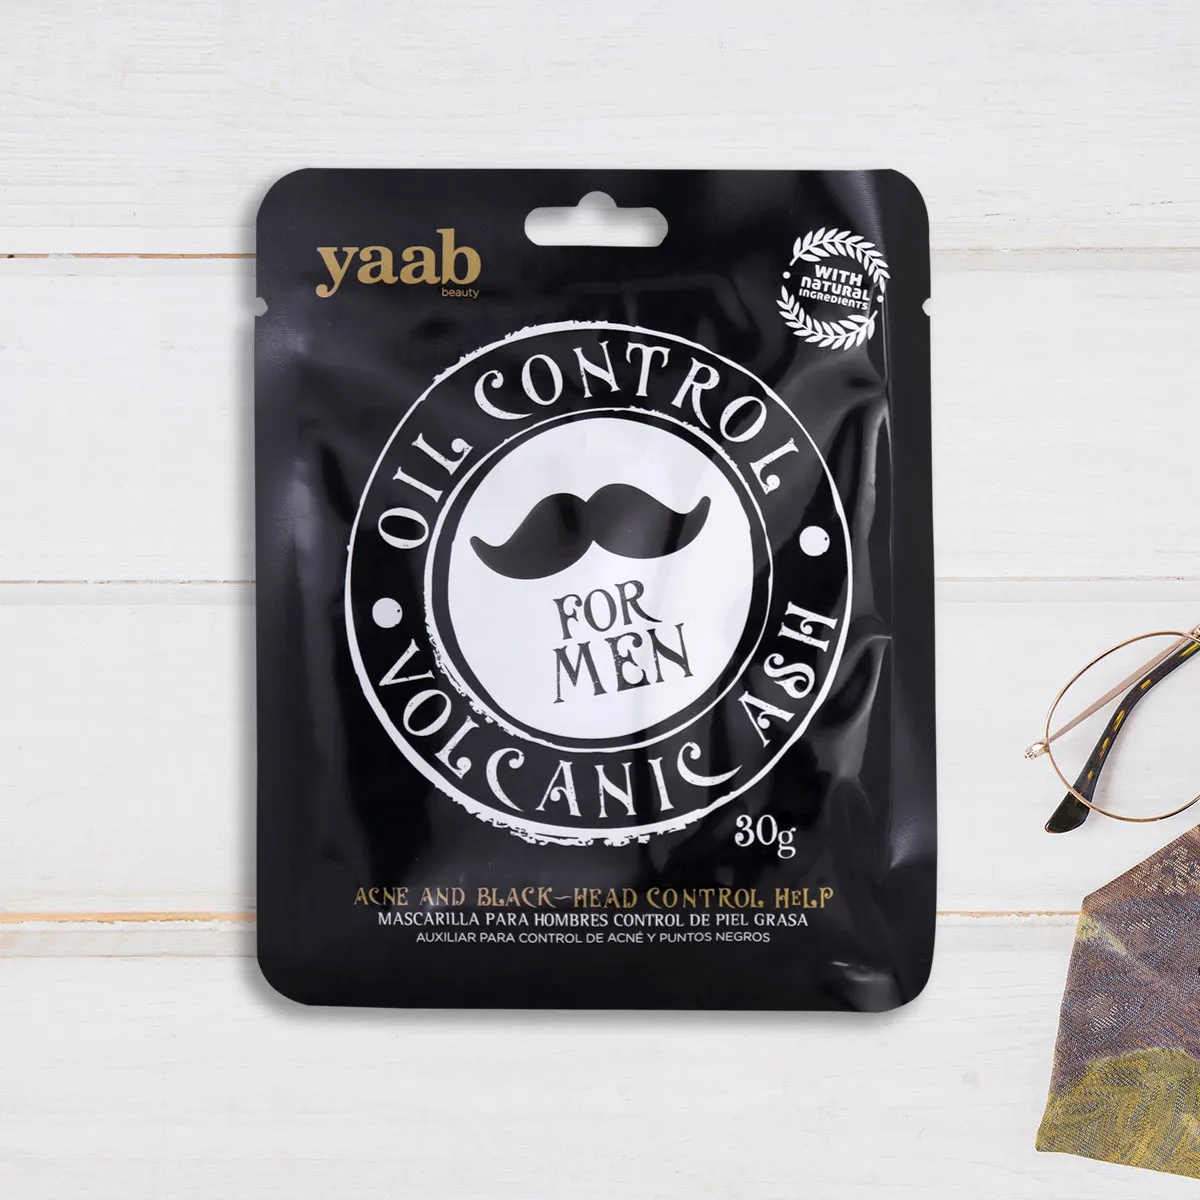 yaab
beauty
WITH
NATURAL
INGREDIENTS
OIL CONTROL
FOR
MEN
VOLCANIC ASH
30g
ACNE AND BLACK-HEAD CONTROL HELP
MASCARILLA PARA HOMBRES CONTROL DE PIEL GRASA
AUXILIAR PARA CONTROL DE ACNÉ Y PUNTOS NEGROS